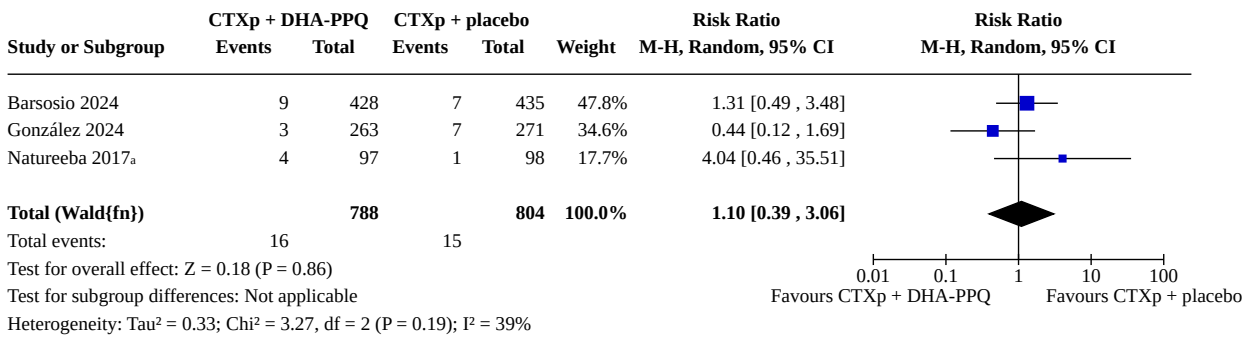 CTXp + DHA-PPQ CTXp + placebo Risk Ratio Risk Ratio
Study or Subgroup Events Total Events Total Weight M-H, Random, 95% CI M-H, Random, 95% CI
Barsosio 2024 9 428 7 435 47.8% 1.31 [0.49 , 3.48]
González 2024 3 263 7 271 34.6% 0.44 [0.12 , 1.69]
Natureeba 2017a 4 97 1 98 17.7% 4.04 [0.46 , 35.51]
Total (Wald{fn}) 788 804 100.0% 1.10 [0.39 , 3.06]
Total events: 16 15
Test for overall effect: Z = 0.18 (P = 0.86)
0.01 0.1 1 10 100
Test for subgroup differences: Not applicable
Favours CTXp + DHA-PPQ Favours CTXp + placebo
Heterogeneity: Tau² = 0.33; Chi² = 3.27, df = 2 (P = 0.19); I² = 39%